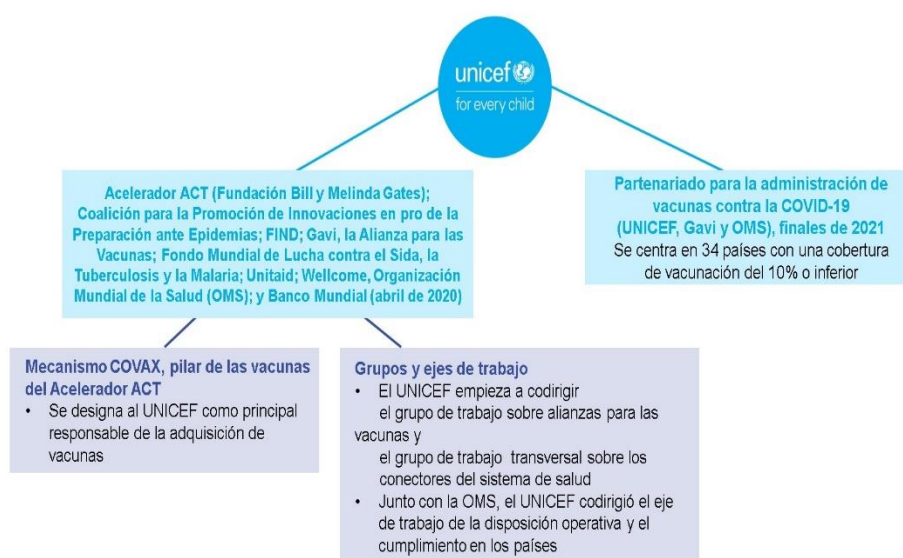 unicef
for every child
Acelerador ACT (Fundación Bill y Melinda Gates);
Coalición para la Promoción de Innovaciones en pro de la
Preparación ante Epidemias; FIND; Gavi, la Alianza para las
Vacunas; Fondo Mundial de Lucha contra el Sida, la
Tuberculosis y la Malaria; Unitaid; Wellcome, Organización
Mundial de la Salud (OMS); y Banco Mundial (abril de 2020)
Partenariado para la administración de
vacunas contra la COVID-19
(UNICEF, Gavi y OMS), finales de 2021
Se centra en 34 países con una cobertura
de vacunación del 10% o inferior
Mecanismo COVAX, pilar de las vacunas
del Acelerador ACT
• Se designa al UNICEF como principal
responsable de la adquisición de
vacunas
Grupos y ejes de trabajo
• El UNICEF empieza a codirigir
el grupo de trabajo sobre alianzas para las
vacunas y
el grupo de trabajo transversal sobre los
conectores del sistema de salud
• Junto con la OMS, el UNICEF codirigió el eje
de trabajo de la disposición operativa y el
cumplimiento en los países